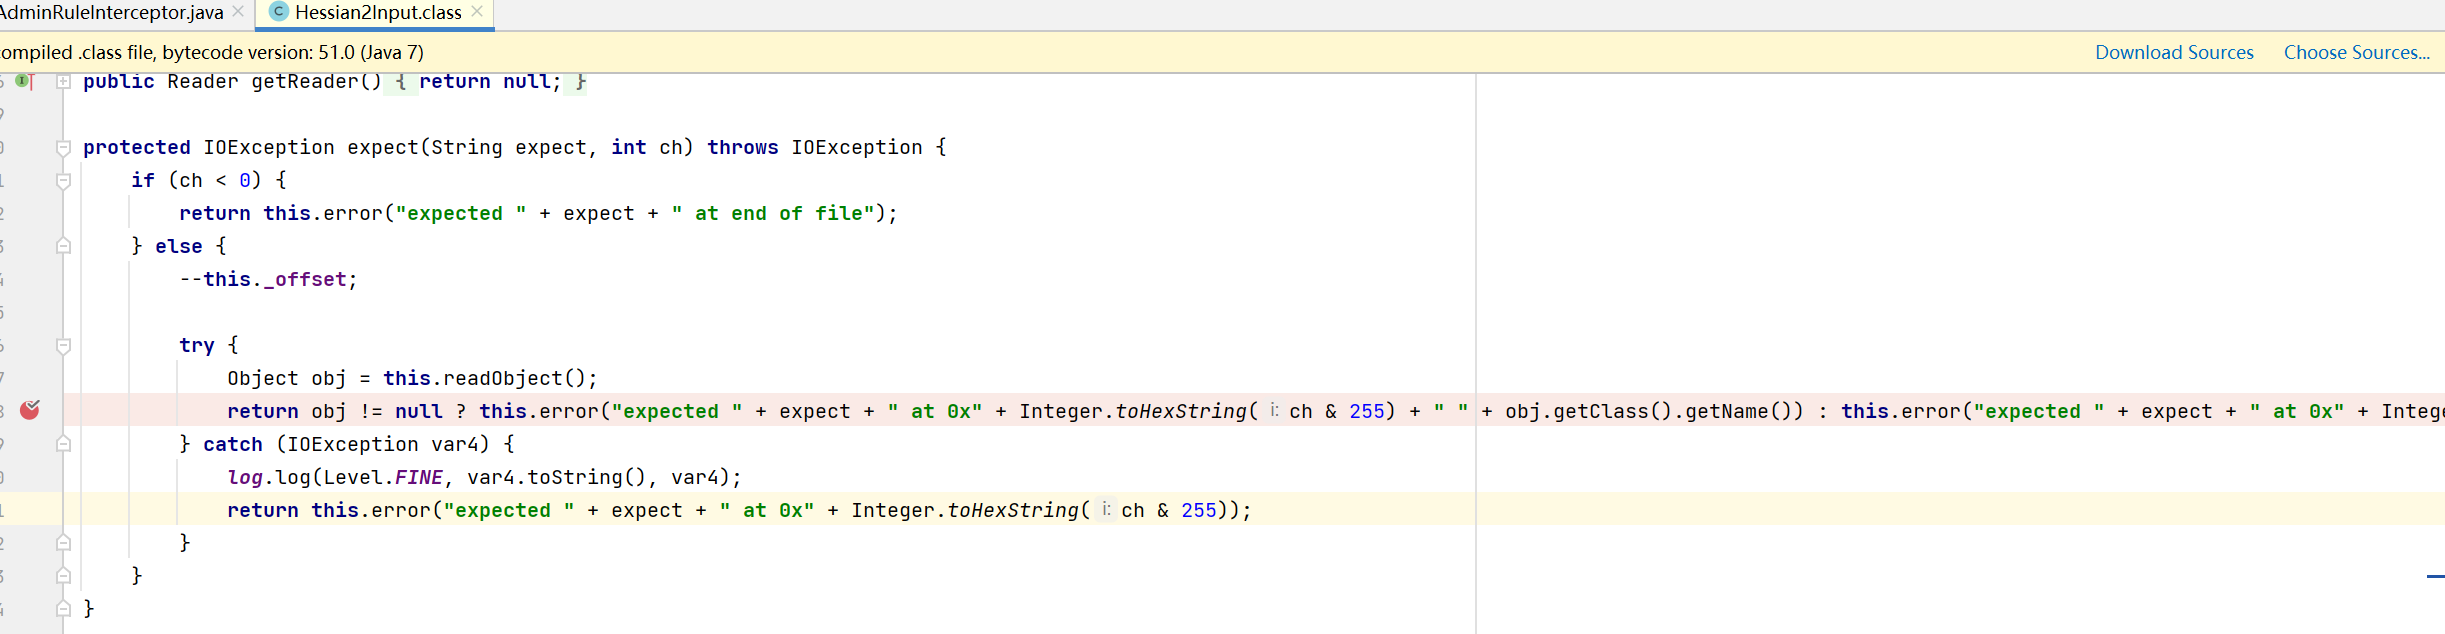 AdminRuleInterceptor.java Hessian2Input.class
compiled .class file, bytecode version: 51.0 (Java 7) Download Sources Choose Sources...
public Reader getReader() { return null; }
protected IOException expect(String expect, int ch) throws IOException {
if (ch < 0) {
return this.error("expected " + expect + " at end of file");
} else {
--this._offset;
try {
Object obj = this.readObject();
return obj != null ? this.error("expected " + expect + " at 0x" + Integer.toHexString( i: ch & 255) + " " + obj.getClass().getName()) : this.error("expected " + expect + " at 0x" + Intege
} catch (IOException var4) {
log.log(Level.FINE, var4.toString(), var4);
return this.error("expected " + expect + " at 0x" + Integer.toHexString( i: ch & 255));
}
}
}